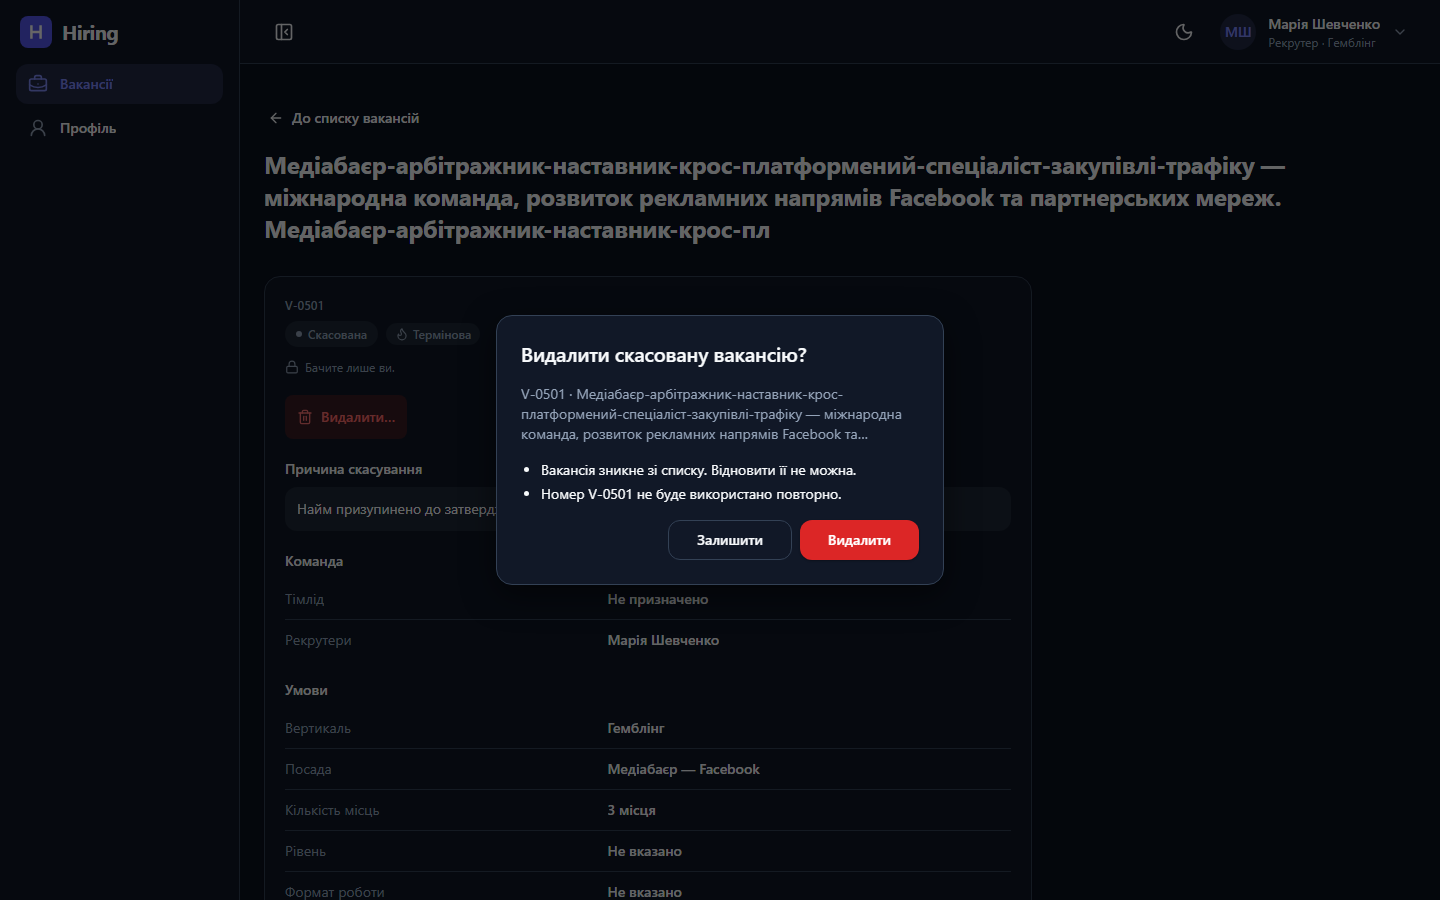 H Hiring
МШ
Марія Шевченко
Рекрутер · Гемблінг
Вакансії
Профіль
До списку вакансій
Медіабаєр-арбітражник-наставник-крос-платформений-спеціаліст-закупівлі-трафіку —
міжнародна команда, розвиток рекламних напрямів Facebook та партнерських мереж.
Медіабаєр-арбітражник-наставник-крос-пл
V-0501
Скасована
Термінова
Бачите лише ви.
Видалити...
Причина скасування
Найм призупинено до затверд
Видалити скасовану вакансію?
V-0501 · Медіабаєр-арбітражник-наставник-крос-
платформений-спеціаліст-закупівлі-трафіку — міжнародна
команда, розвиток рекламних напрямів Facebook та...
Вакансія зникне зі списку. Відновити її не можна.
Номер V-0501 не буде використано повторно.
Залишити
Видалити
Команда
Тімлід Не призначено
Рекрутери Марія Шевченко
Умови
Вертикаль Гемблінг
Посада Медіабаєр — Facebook
Кількість місць 3 місця
Рівень Не вказано
Формат роботи Не вказано